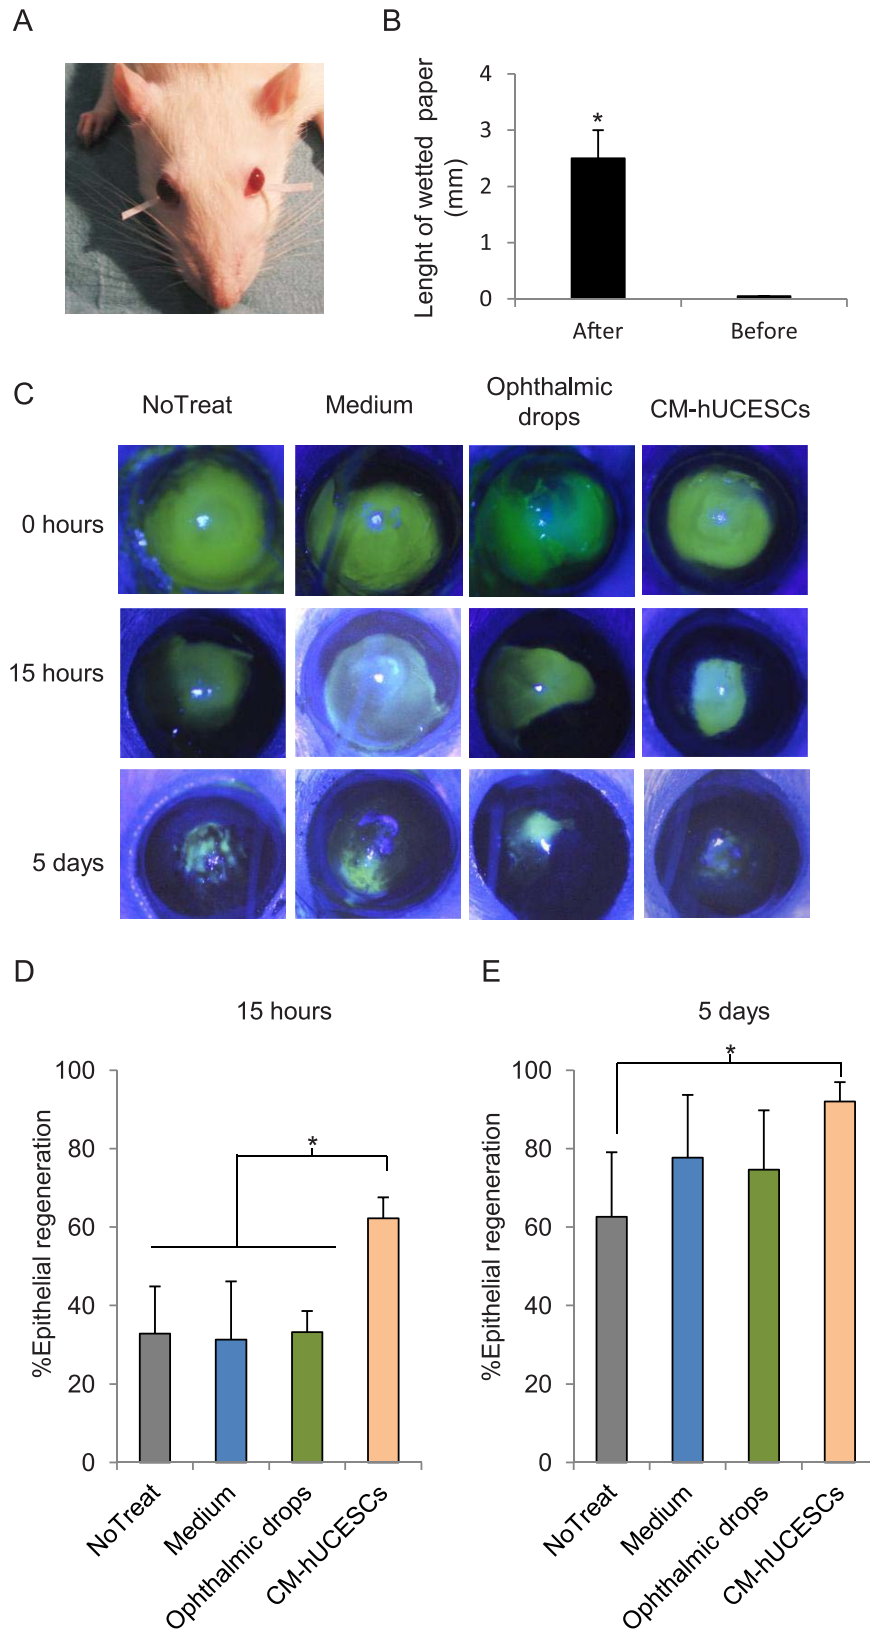 A
B
Lenght of wetted paper
(mm)
4
3
2
1
0
*
After
Before
C
NoTreat
Medium
Ophthalmic
drops
CM-hUCESCs
0 hours
15 hours
5 days
D
15 hours
%Epithelial regeneration
100
80
60
40
20
0
*
NoTreat
Medium
Ophthalmic drops
CM-hUCESCs
E
5 days
%Epithelial regeneration
100
80
60
40
20
0
*
NoTreat
Medium
Ophthalmic drops
CM-hUCESCs